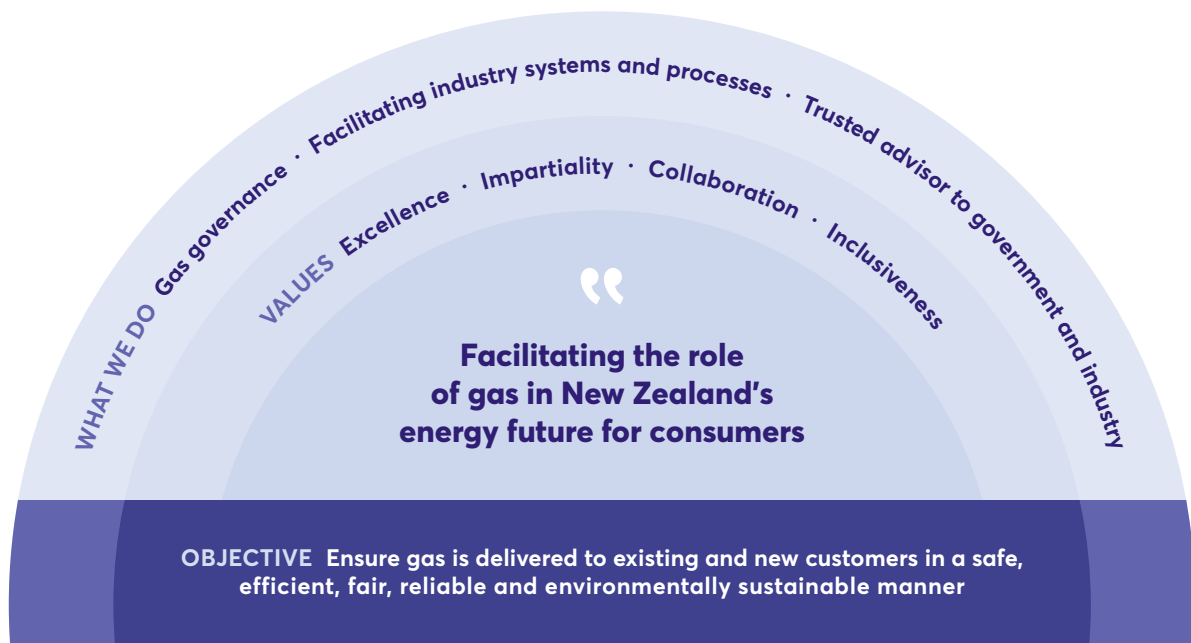 WHAT WE DO Gas governance · Facilitating industry systems and processes · Trusted advisor to government and industry
VALUES Excellence · Impartiality · Collaboration · Inclusiveness
“
Facilitating the role
of gas in New Zealand's
energy future for consumers
OBJECTIVE Ensure gas is delivered to existing and new customers in a safe,
efficient, fair, reliable and environmentally sustainable manner